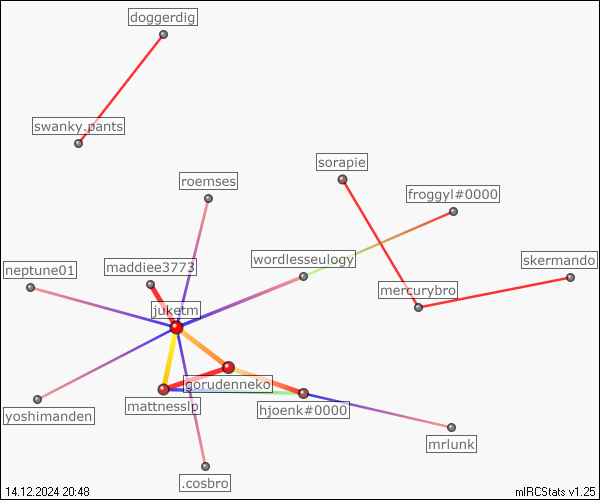 doggerdig
swanky.pants
sorapie
roemses
froggyl#0000
wordlesseulogy
skermando
neptune01
maddiee3773
mercurybro
juketm
gorudenneko
mattnesslp
hjoenk#0000
yoshimanden
mrlunk
.cosbro
14.12.2024 20:48
mIRCStats v1.25